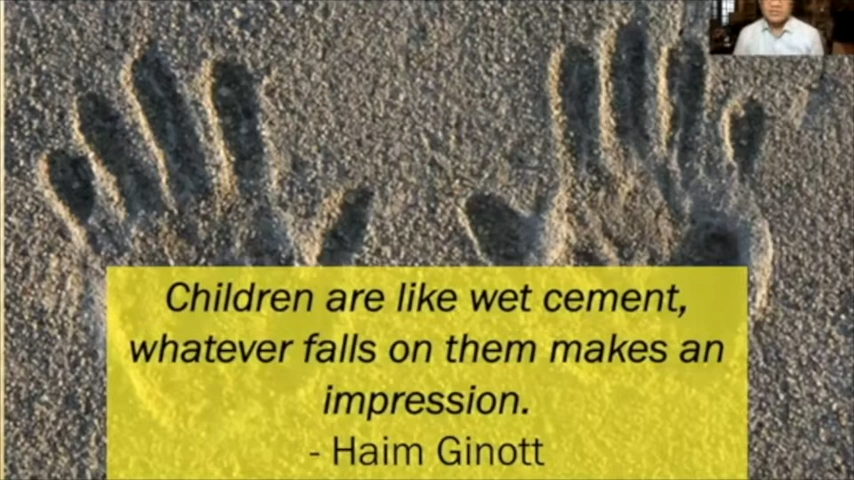 Children are like wet cement,
whatever falls on them makes an
impression.
- Haim Ginott